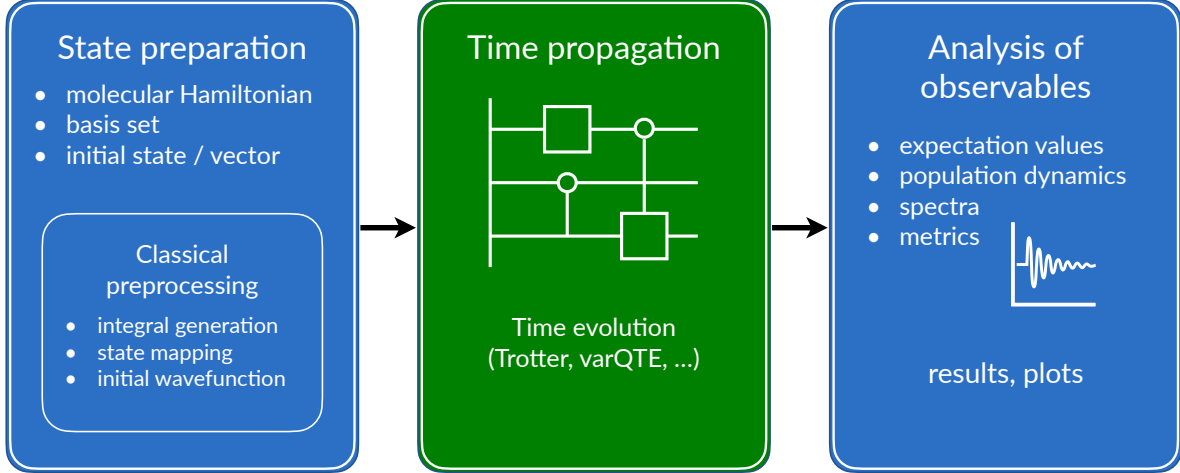 State preparation
• molecular Hamiltonian
• basis set
• initial state / vector
Classical
preprocessing
• integral generation
• state mapping
• initial wavefunction
Time propagation
Time evolution
(Trotter, varQTE, ...)
Analysis of
observables
• expectation values
• population dynamics
• spectra
• metrics
results, plots